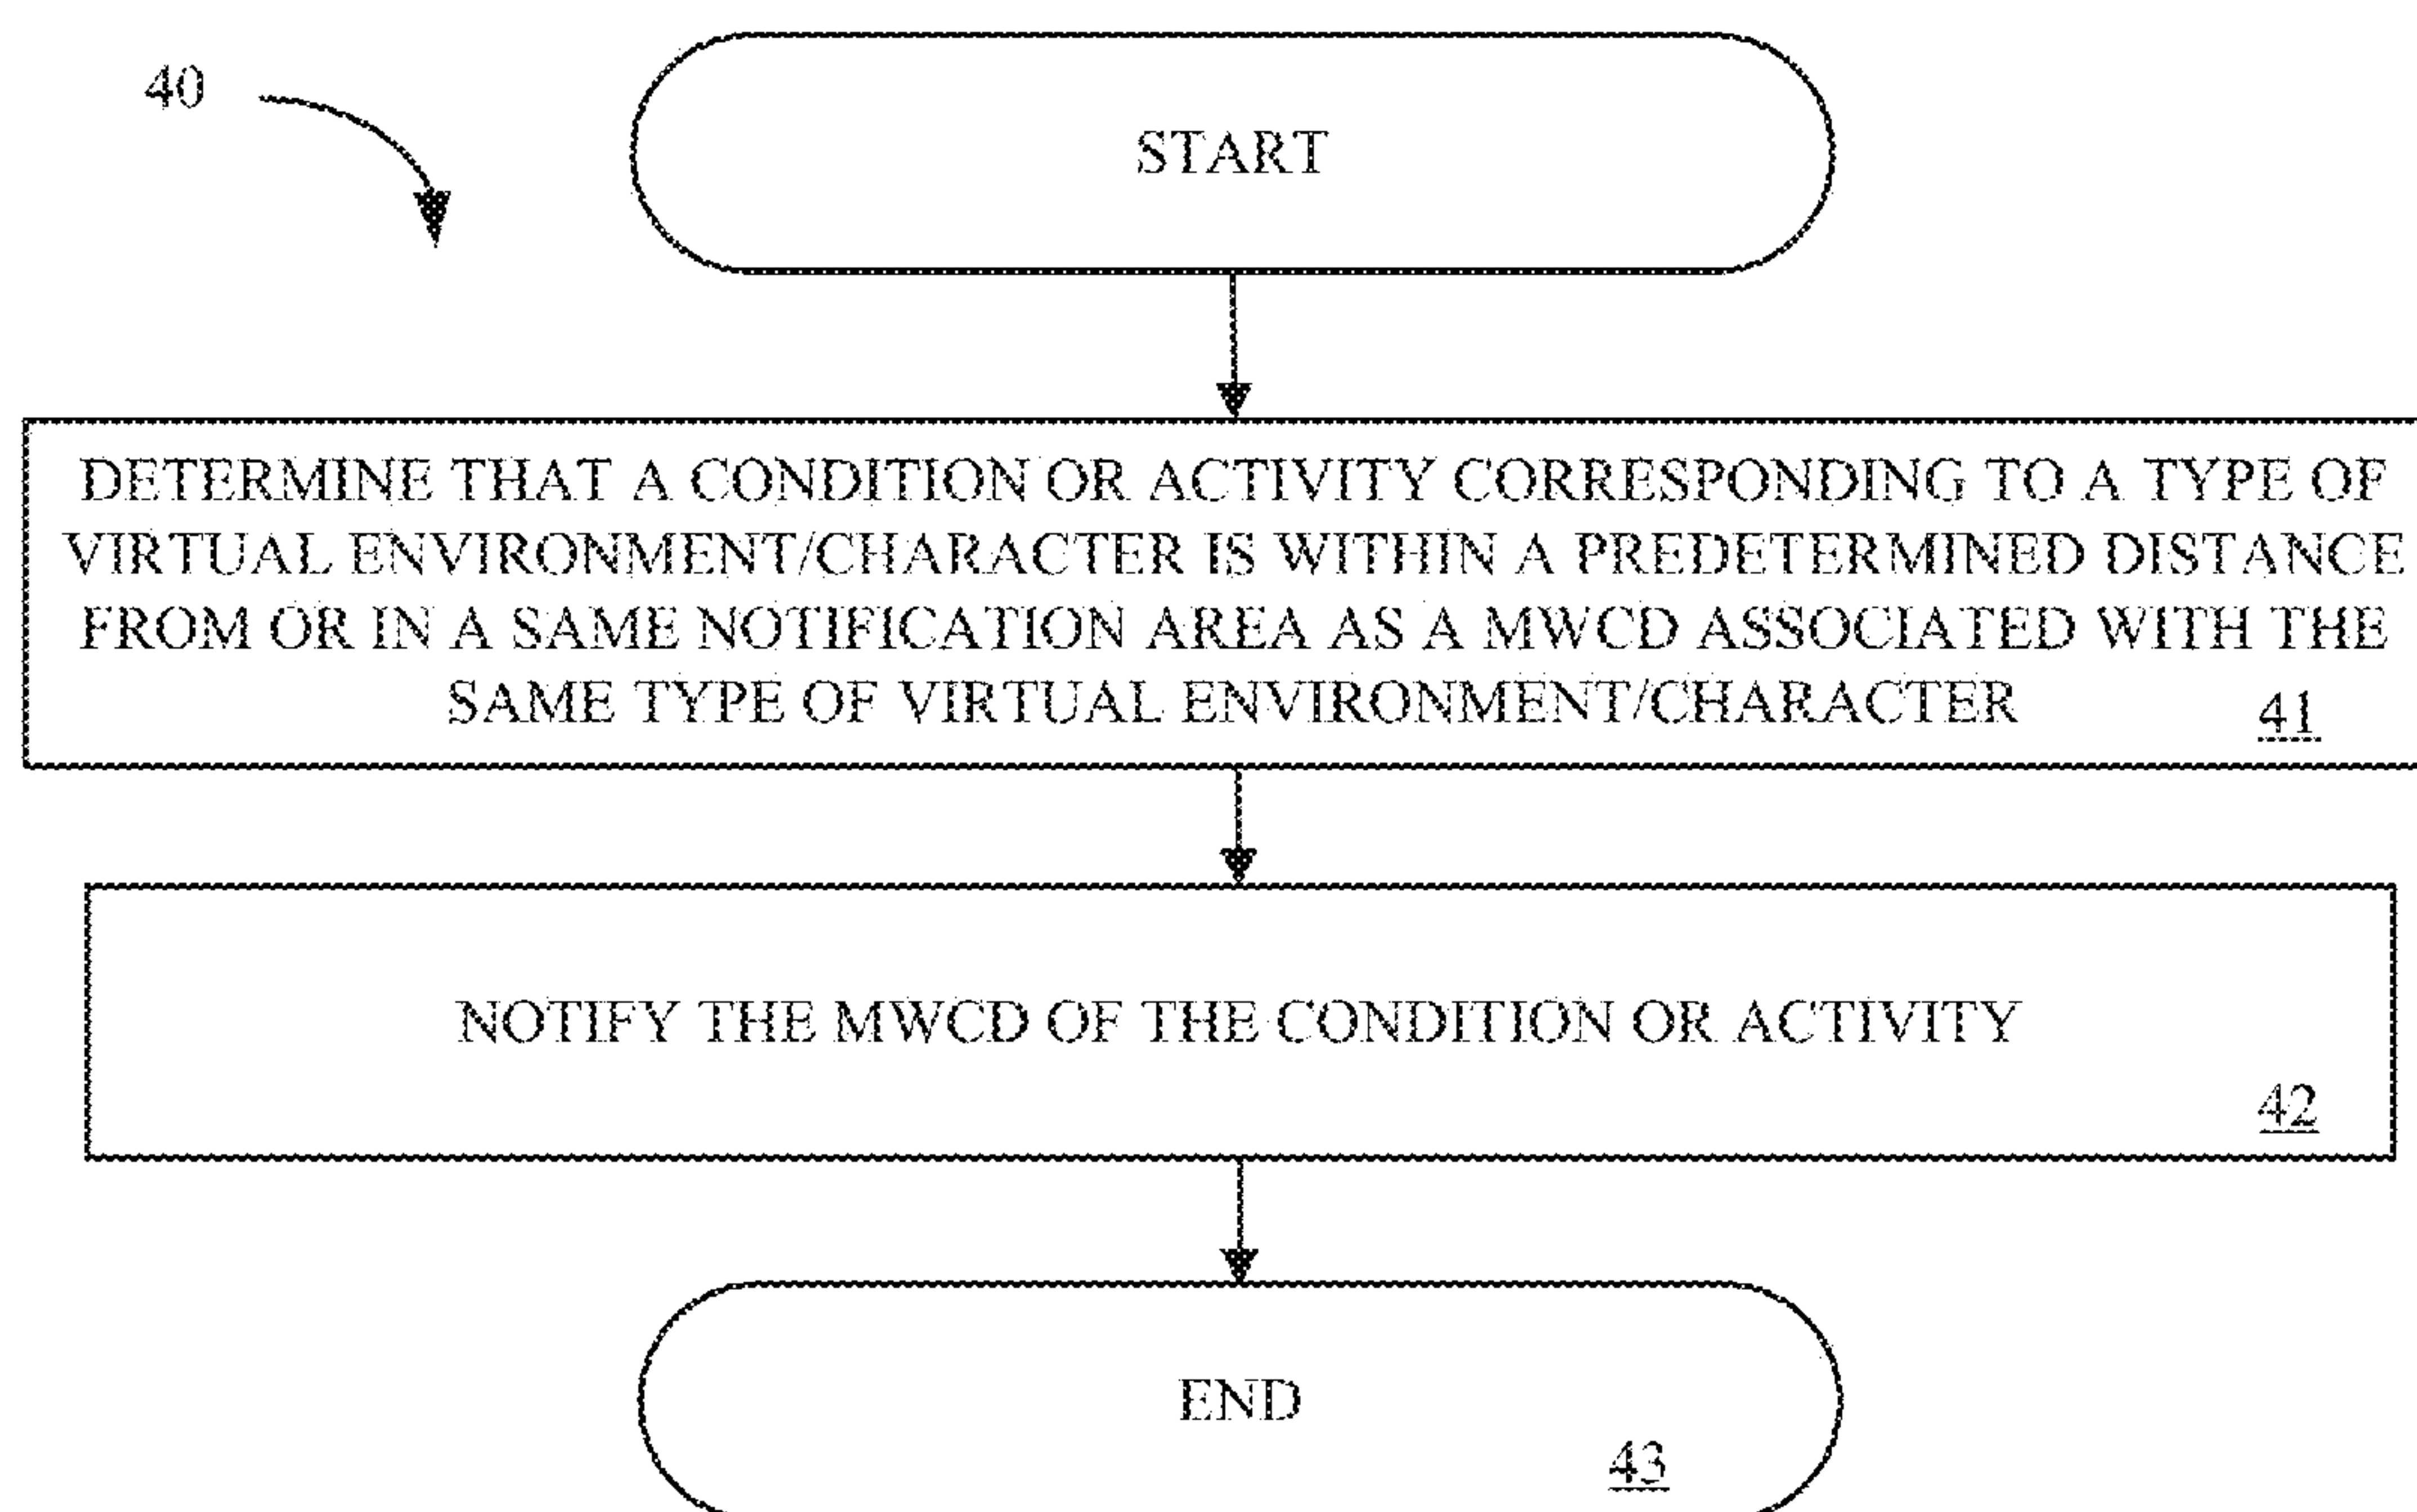 40
START
DETERMINE THAT A CONDITION OR ACTIVITY CORRESPONDING TO A TYPE OF
VIRTUAL ENVIRONMENT/CHARACTER IS WITHIN A PREDETERMINED DISTANCE
FROM OR IN A SAME NOTIFICATION AREA AS A MWCD ASSOCIATED WITH THE
SAME TYPE OF VIRTUAL ENVIRONMENT/CHARACTER
41
NOTIFY THE MWCD OF THE CONDITION OR ACTIVITY
42
END
43